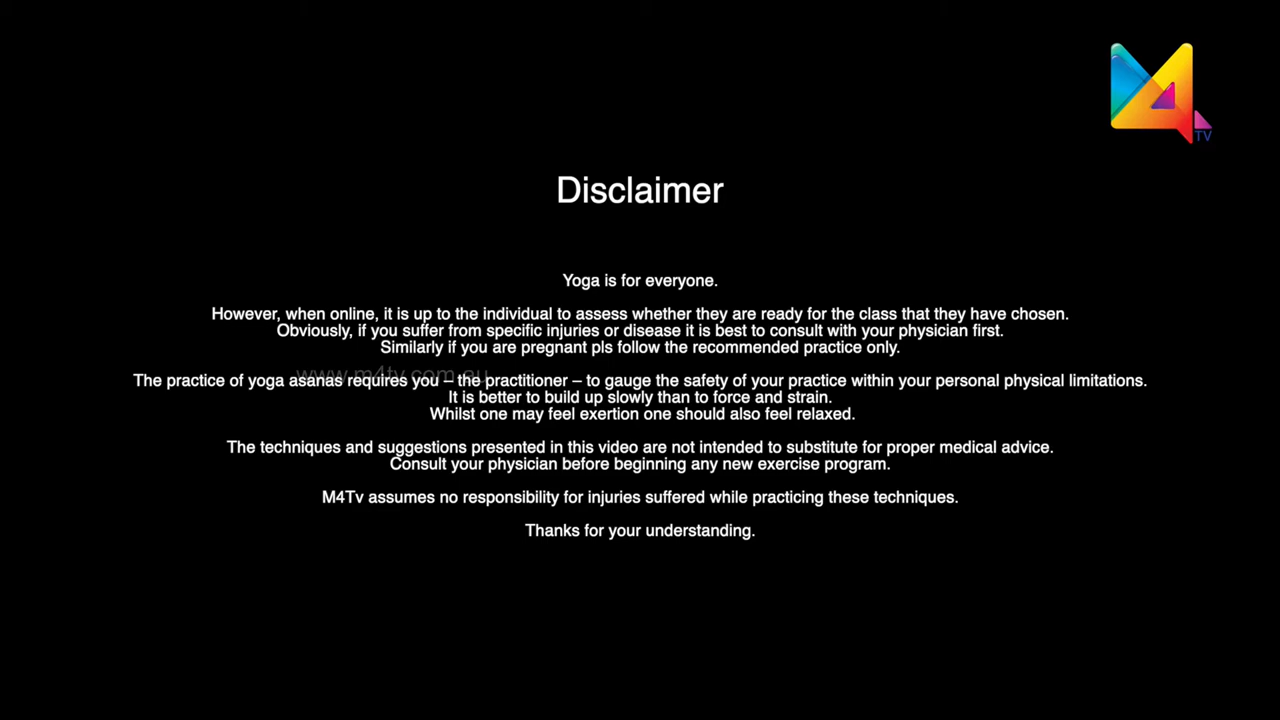 M4
TV
Disclaimer
Yoga is for everyone.
However, when online, it is up to the individual to assess whether they are ready for the class that they have chosen.
Obviously, if you suffer from specific injuries or disease it is best to consult with your physician first.
Similarly if you are pregnant pls follow the recommended practice only.
www.m4tv.com.au
The practice of yoga asanas requires you – the practitioner – to gauge the safety of your practice within your personal physical limitations.
It is better to build up slowly than to force and strain.
Whilst one may feel exertion one should also feel relaxed.
The techniques and suggestions presented in this video are not intended to substitute for proper medical advice.
Consult your physician before beginning any new exercise program.
M4Tv assumes no responsibility for injuries suffered while practicing these techniques.
Thanks for your understanding.